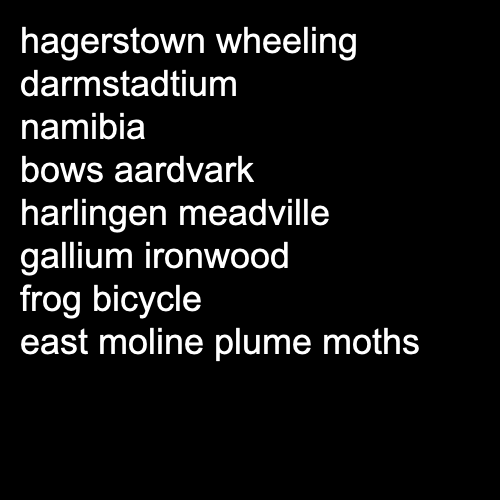 hagerstown wheeling
darmstadtium
namibia
bows aardvark
harlingen meadville
gallium ironwood
frog bicycle
east moline plume moths